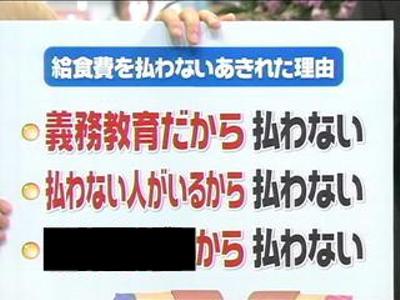 給食費を払わないあきれた理由
義務教育だから 払わない
払わない人がいるから 払わない
から 払わない